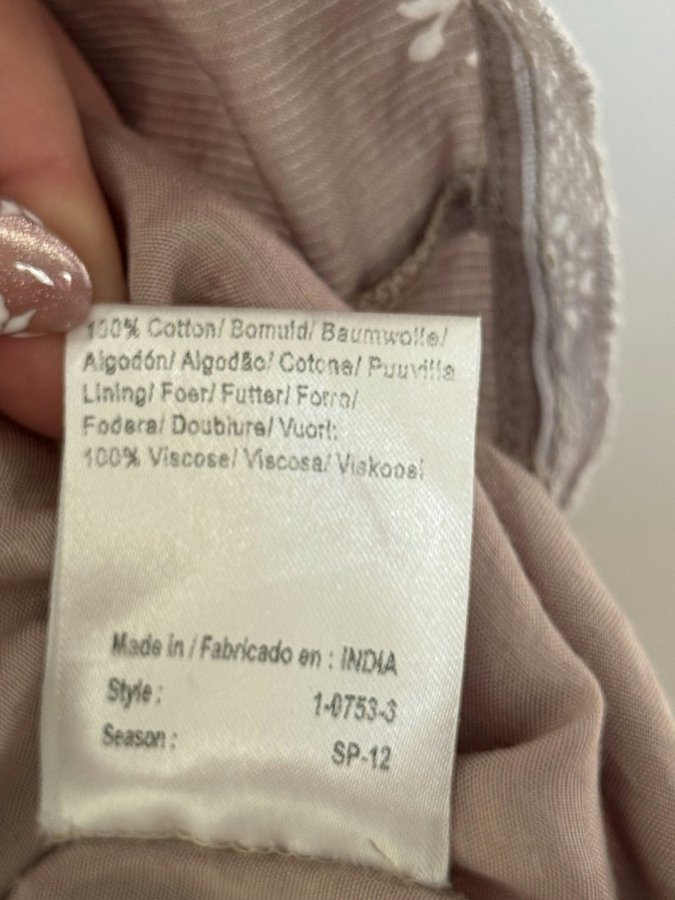 100% Cotton/ Bomuld/ Baumwolle/
Algodón/ Algodão/ Cotone/ Puuvilla
Lining/ Foer/ Futter/ Forro/
Fodera/ Doublure/ Vuori:
100% Viscose/ Viscosa/ Viskoosi
Made in / Fabricado en : INDIA
Style : 1-0753-3
Season : SP-12